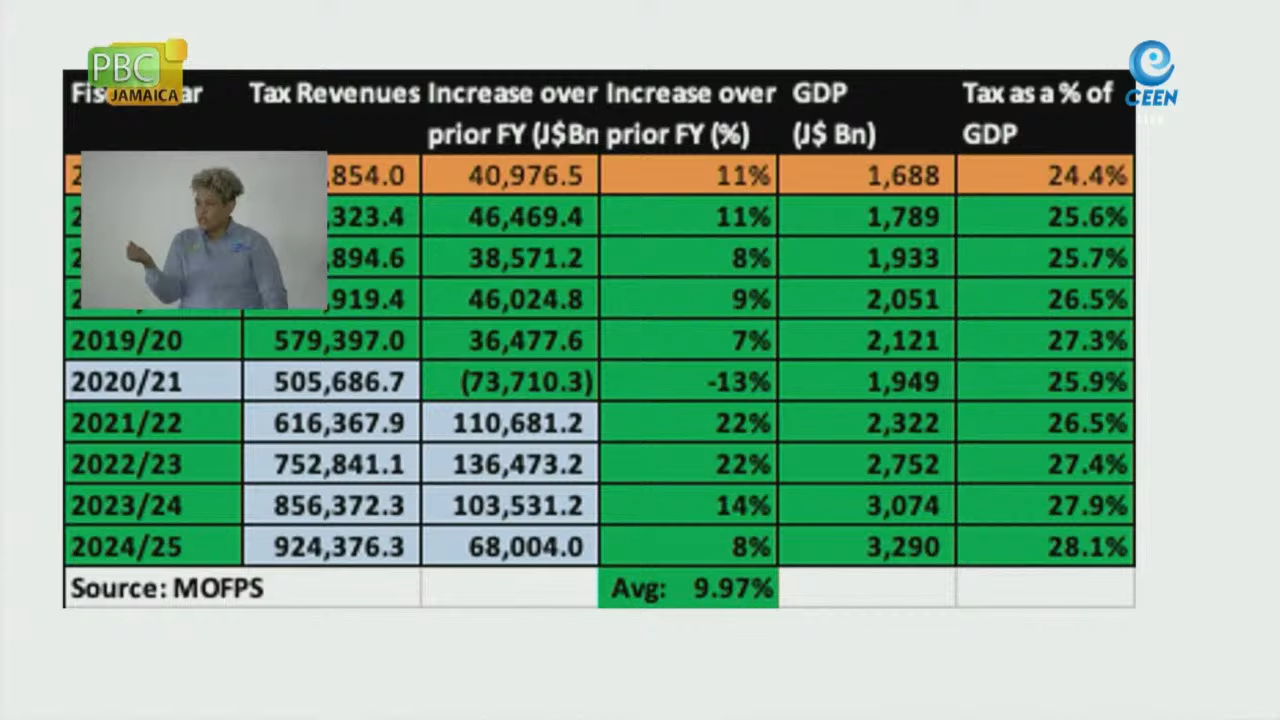 PBC
JAMAICA
CEEN
Tax Revenues Increase over Increase over GDP Tax as a % of
prior FY (J$Bn prior FY (%) (J$ Bn) GDP
2 ,854.0 40,976.5 11% 1,688 24.4%
2 ,323.4 46,469.4 11% 1,789 25.6%
2 ,894.6 38,571.2 8% 1,933 25.7%
,919.4 46,024.8 9% 2,051 26.5%
2019/20 579,397.0 36,477.6 7% 2,121 27.3%
2020/21 505,686.7 (73,710.3) -13% 1,949 25.9%
2021/22 616,367.9 110,681.2 22% 2,322 26.5%
2022/23 752,841.1 136,473.2 22% 2,752 27.4%
2023/24 856,372.3 103,531.2 14% 3,074 27.9%
2024/25 924,376.3 68,004.0 8% 3,290 28.1%
Source: MOFPS Avg: 9.97%